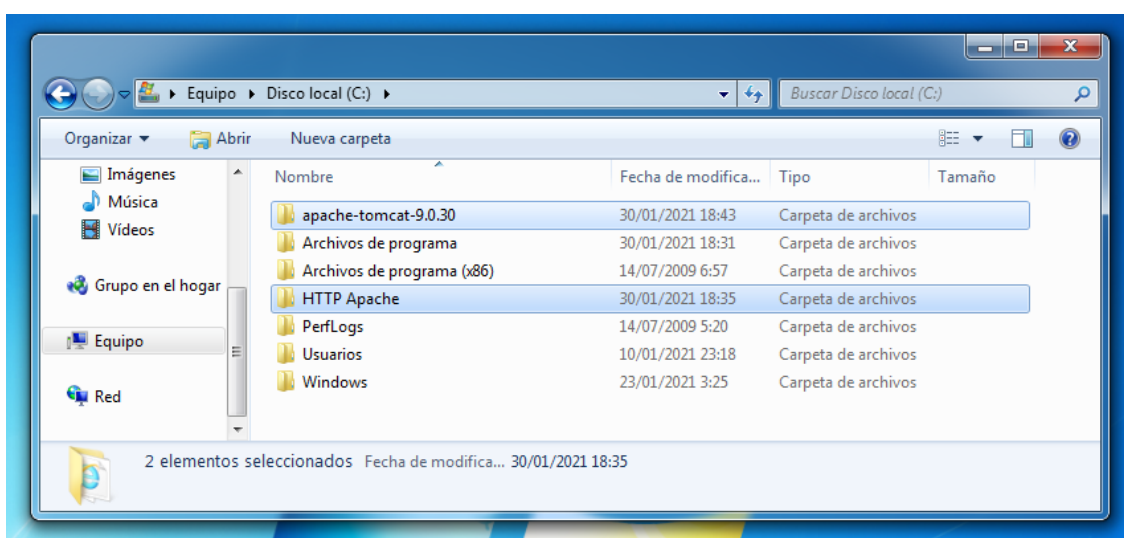 Equipo Disco local (C:) Buscar Disco local (C:)
Organizar Abrir Nueva carpeta
Imágenes
Música
Vídeos
Grupo en el hogar
Equipo
Red
Nombre Fecha de modifica... Tipo Tamaño
apache-tomcat-9.0.30 30/01/2021 18:43 Carpeta de archivos
Archivos de programa 30/01/2021 18:31 Carpeta de archivos
Archivos de programa (x86) 14/07/2009 6:57 Carpeta de archivos
HTTP Apache 30/01/2021 18:35 Carpeta de archivos
PerfLogs 14/07/2009 5:20 Carpeta de archivos
Usuarios 10/01/2021 23:18 Carpeta de archivos
Windows 23/01/2021 3:25 Carpeta de archivos
2 elementos seleccionados Fecha de modifica... 30/01/2021 18:35